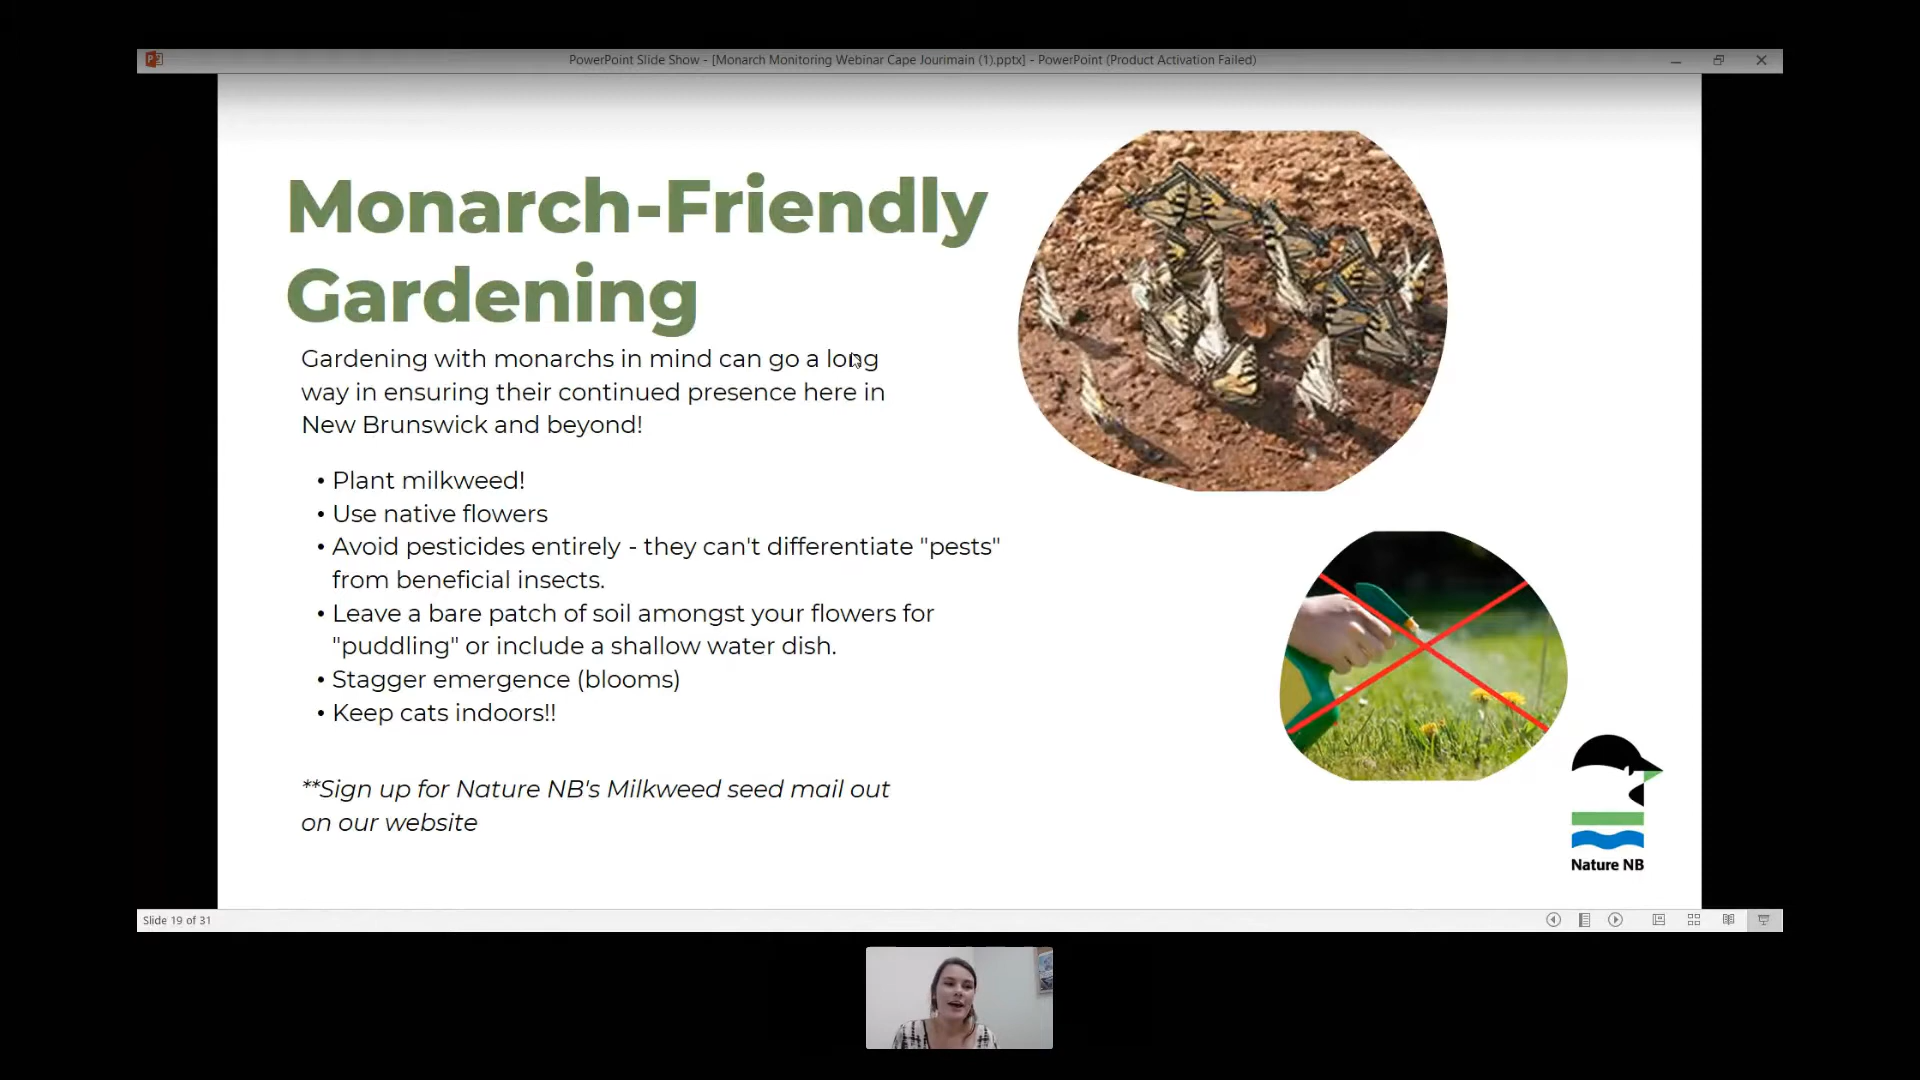 PowerPoint Slide Show - [Monarch Monitoring Webinar Cape Jourimain (1).pptx] - PowerPoint (Product Activation Failed)
Monarch-Friendly
Gardening
Gardening with monarchs in mind can go a long
way in ensuring their continued presence here in
New Brunswick and beyond!
• Plant milkweed!
• Use native flowers
• Avoid pesticides entirely - they can't differentiate "pests"
from beneficial insects.
• Leave a bare patch of soil amongst your flowers for
"puddling" or include a shallow water dish.
• Stagger emergence (blooms)
• Keep cats indoors!!
**Sign up for Nature NB's Milkweed seed mail out
on our website
Nature NB
Slide 19 of 31